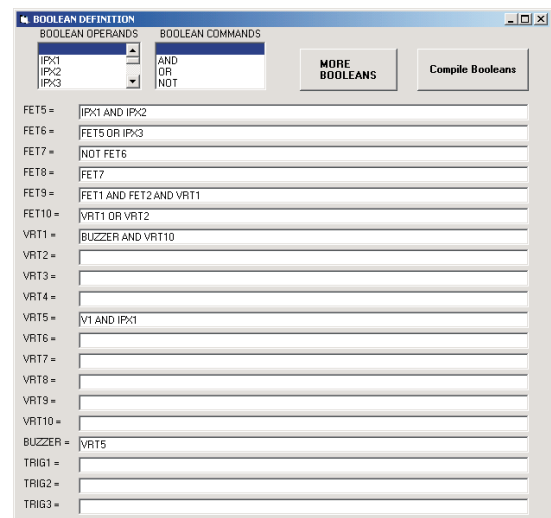 BOOLEAN DEFINITION
BOOLEAN OPERANDS BOOLEAN COMMANDS
IPX1
IPX2
IPX3
AND
OR
NOT
MORE
BOOLEANS
Compile Booleans
FET5 = IPX1 AND IPX2
FET6 = FET5 OR IPX3
FET7 = NOT FET6
FET8 = FET7
FET9 = FET1 AND FET2 AND VRT1
FET10 = VRT1 OR VRT2
VRT1 = BUZZER AND VRT10
VRT2 =
VRT3 =
VRT4 =
VRT5 = V1 AND IPX1
VRT6 =
VRT7 =
VRT8 =
VRT9 =
VRT10 =
BUZZER = VRT5
TRIG1 =
TRIG2 =
TRIG3 =